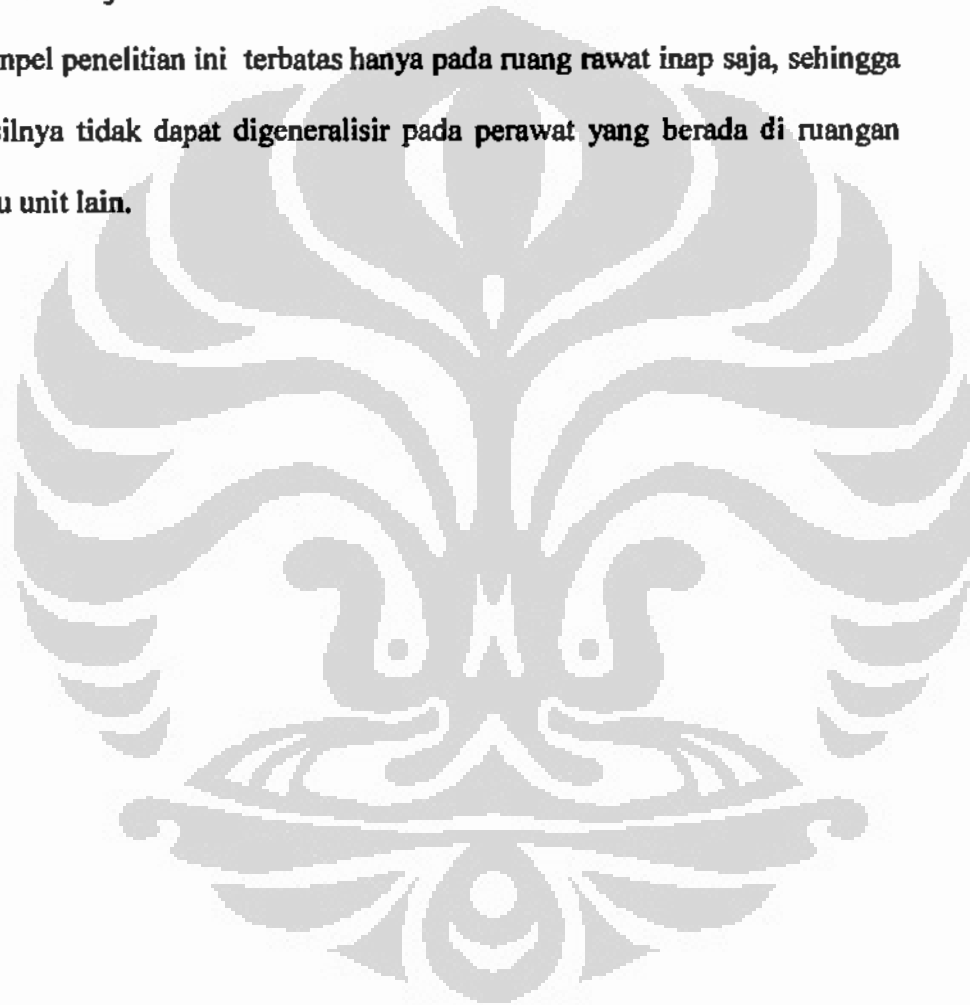 npel penelitian ini terbatas hanya pada ruang rawat inap saja, sehingga
silnya tidak dapat digeneralisir pada perawat yang berada di ruangan
u unit lain.